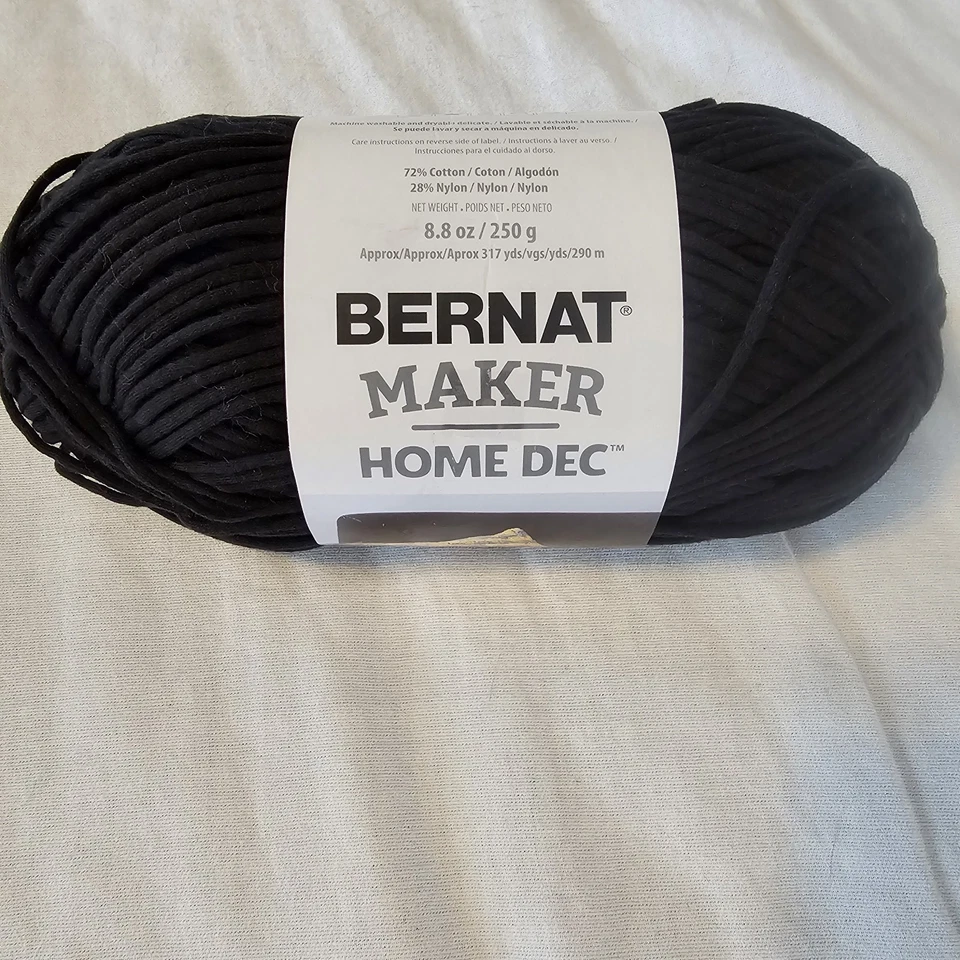 Machine washable and dryable delicate. / Lavable et séchable à la machine. /
Se puede lavar y secar a máquina en delicado.
Care instructions on reverse side of label. / Instructions à laver au verso. /
Instrucciones para el cuidado al dorso.
72% Cotton / Coton / Algodón
28% Nylon / Nylon / Nylon
NET WEIGHT • POIDS NET • PESO NETO
8.8 oz / 250 g
Approx/Approx/Aprox 317 yds/vgs/yds/290 m
BERNAT®
MAKER
HOME DEC™